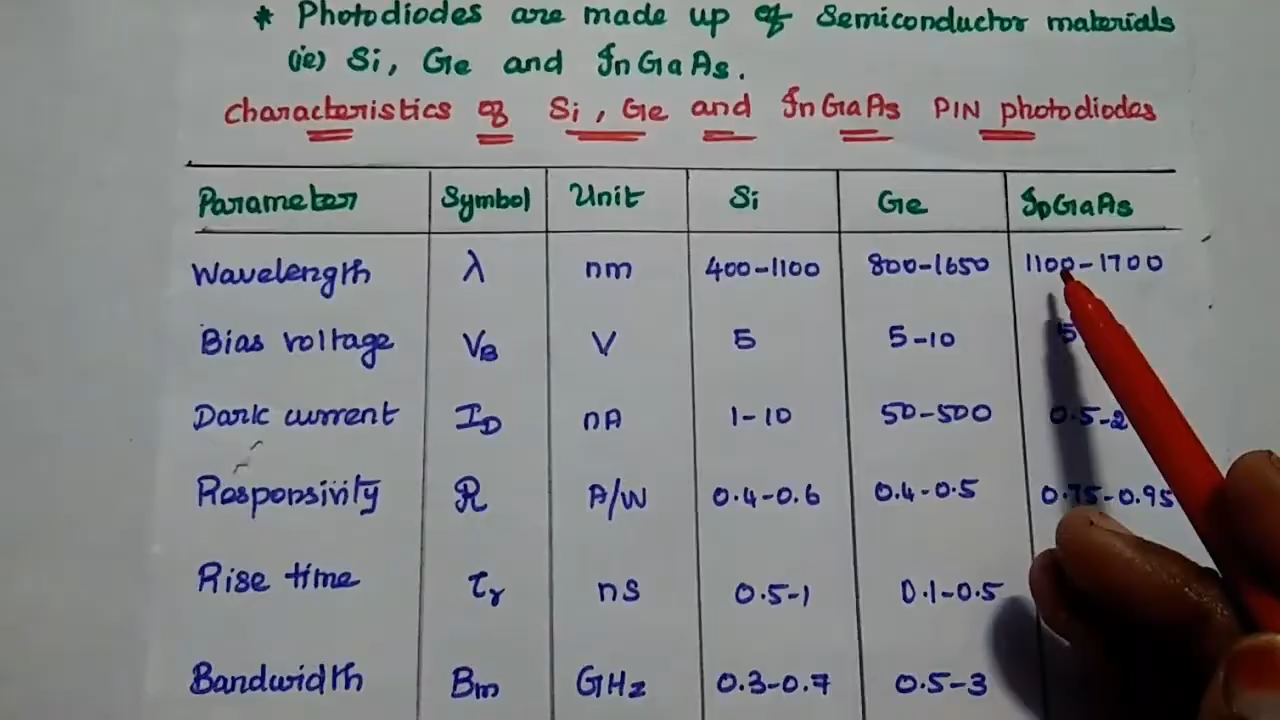 * Photodiodes are made up of Semiconductor materials
(ie) Si, Ge and InGaAs.
Characteristics of Si, Ge and InGaAs PIN photodiodes
Parameter Symbol Unit Si Ge InGaAs
Wavelength λ nm 400-1100 800-1650 1100-1700
Bias voltage VB V 5 5-10 5
Dark current ID nA 1-10 50-500 0.5-2
Responsivity R A/W 0.4-0.6 0.4-0.5 0.75-0.95
Rise time τr ns 0.5-1 0.1-0.5
Bandwidth Bm GHz 0.3-0.7 0.5-3